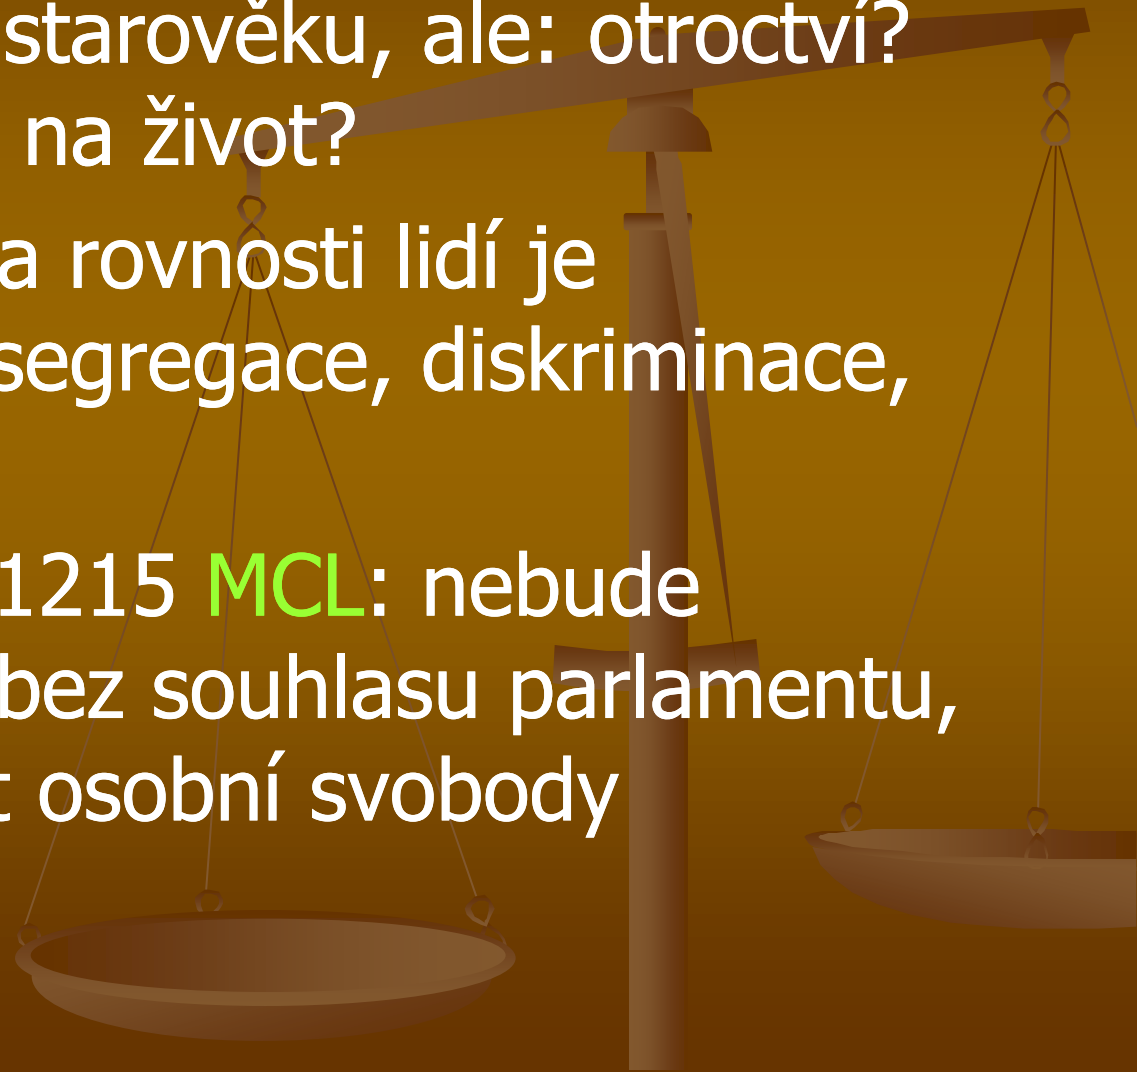 starověku, ale: otroctví?
na život?
a rovnosti lidí je
segregace, diskriminace,
1215 MCL: nebude
bez souhlasu parlamentu,
t osobní svobody